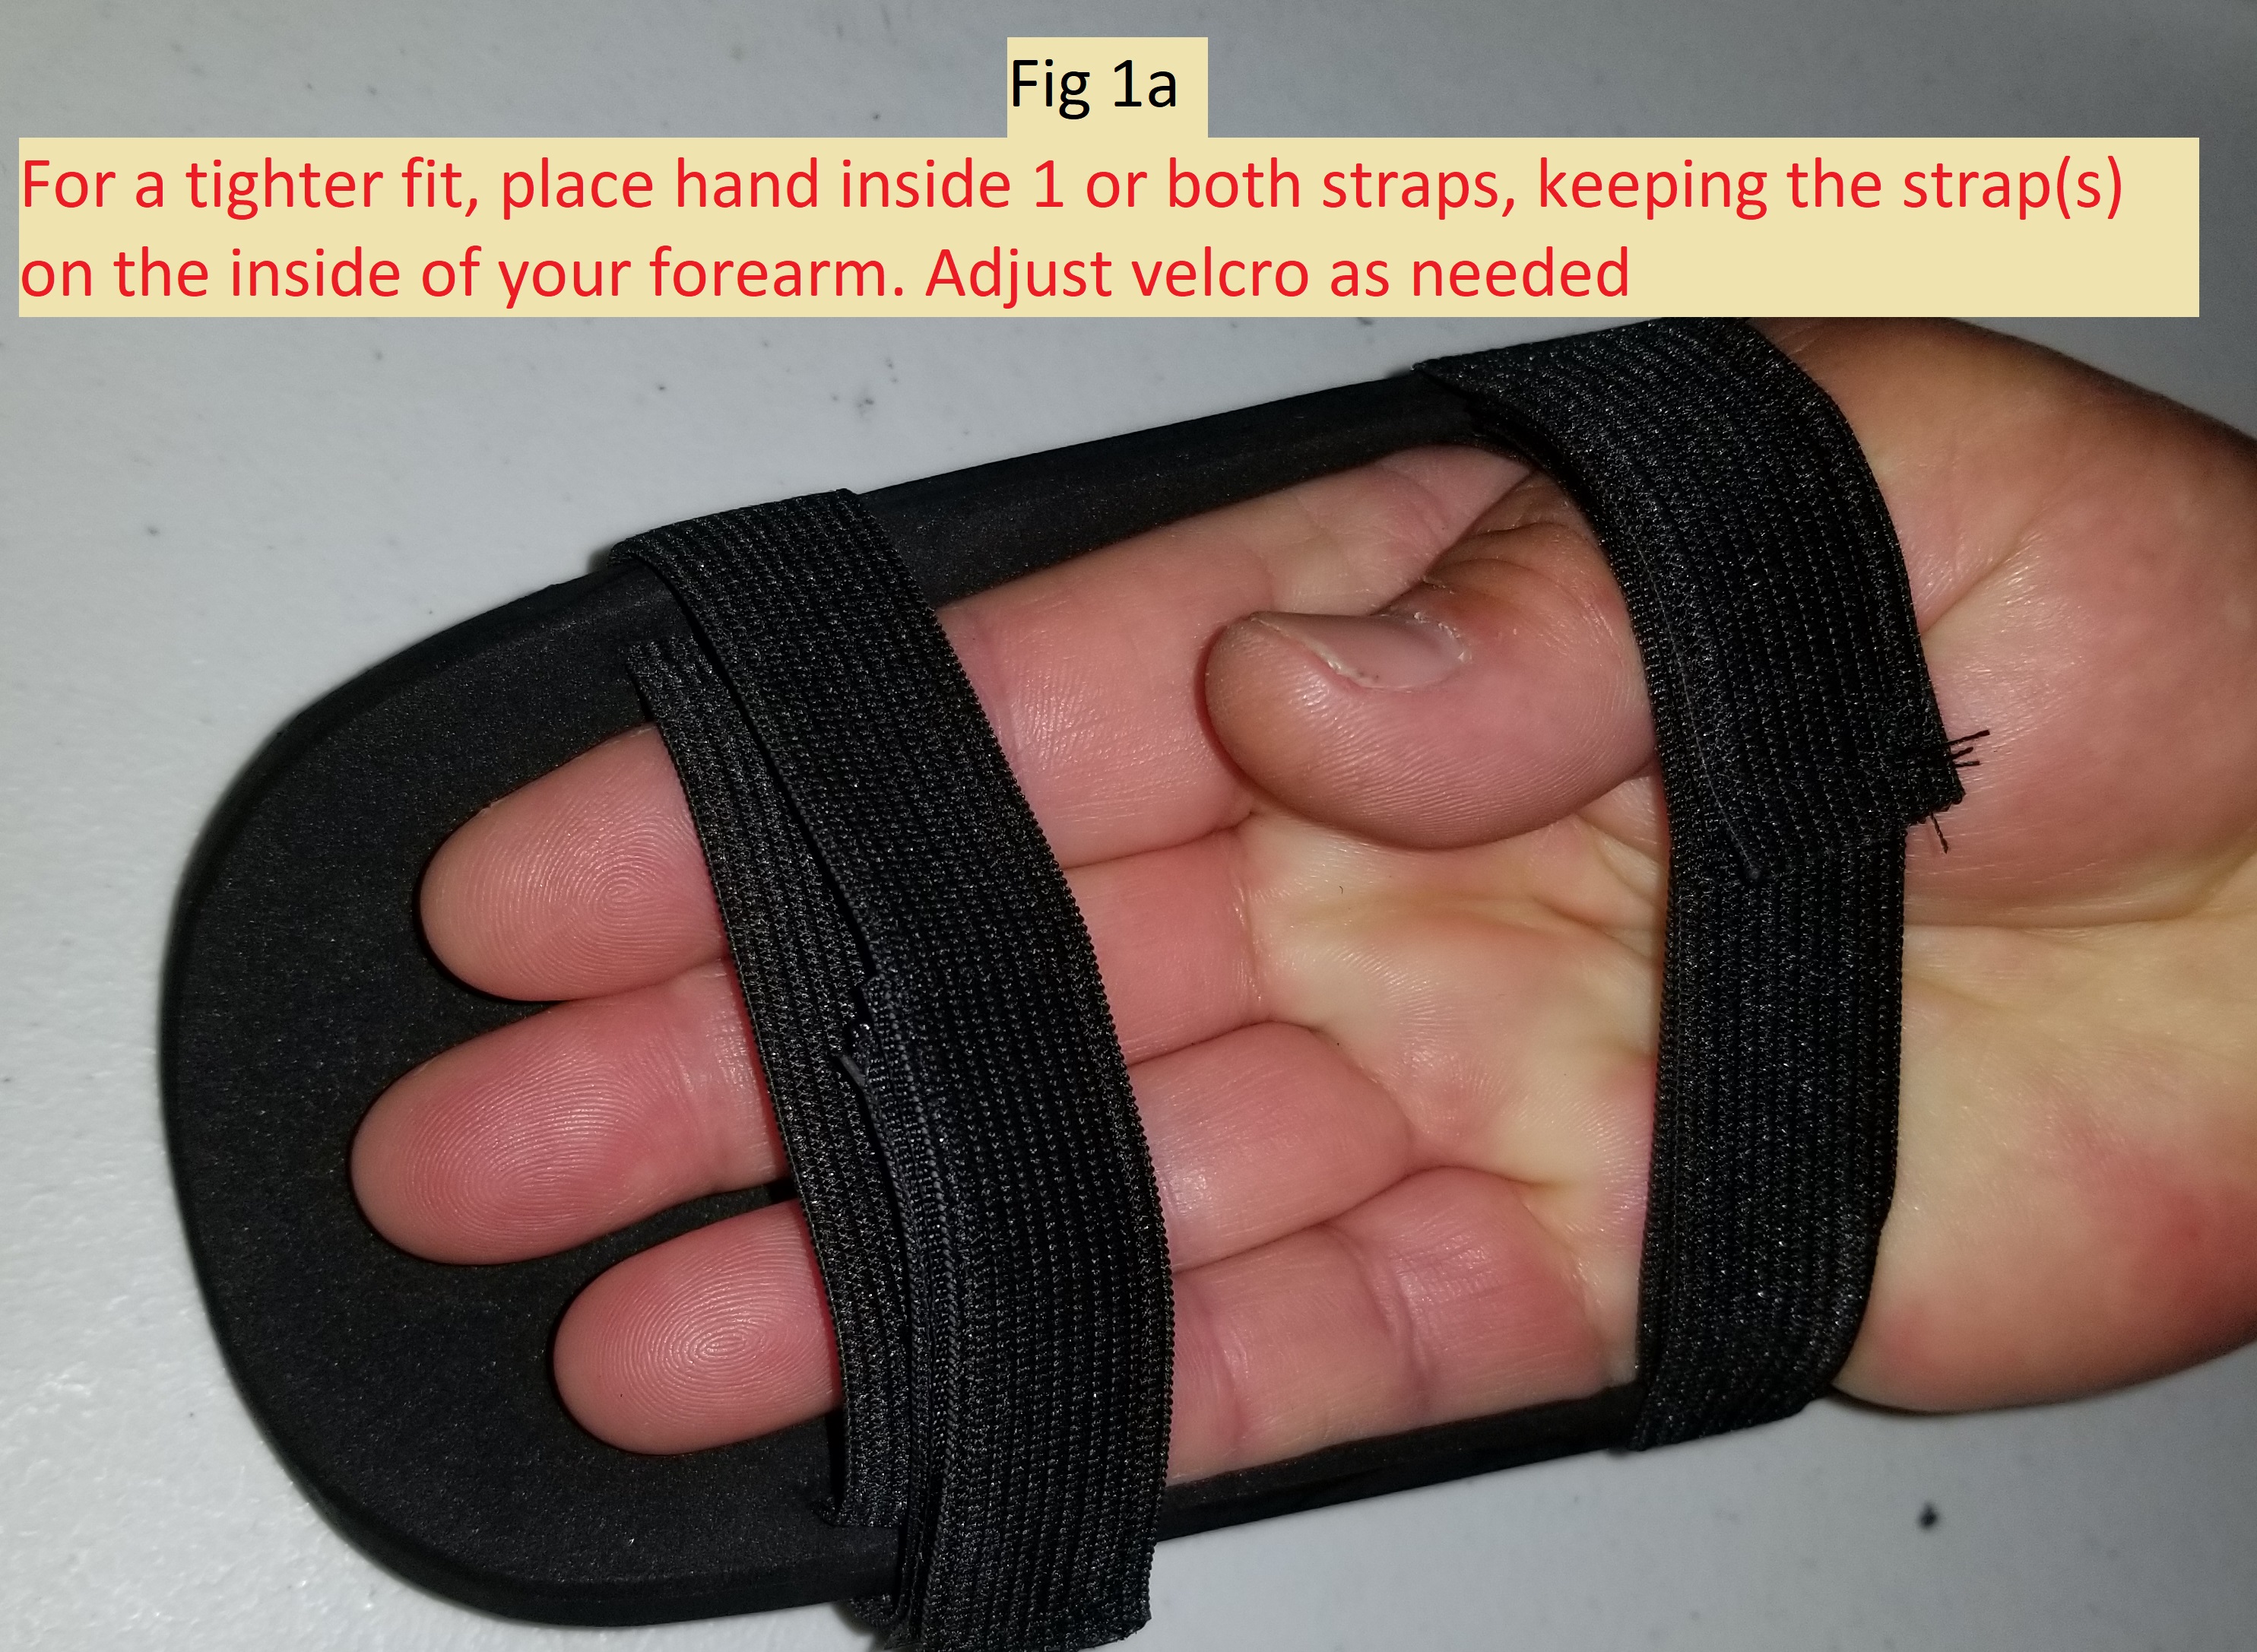 Fig 1a
For a tighter fit, place hand inside 1 or both straps, keeping the strap(s)
on the inside of your forearm. Adjust velcro as needed